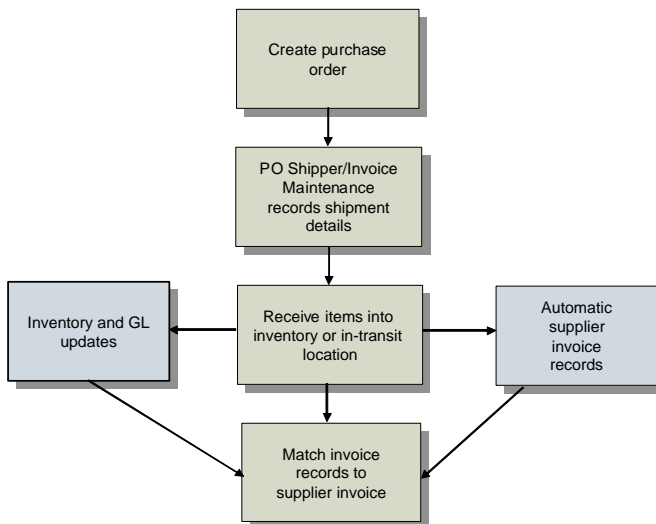 Create purchase
order
PO Shipper/Invoice
Maintenance
records shipment
details
Inventory and GL
updates
Receive items into
inventory or in-transit
location
Automatic
supplier
invoice
records
Match invoice
records to
supplier invoice